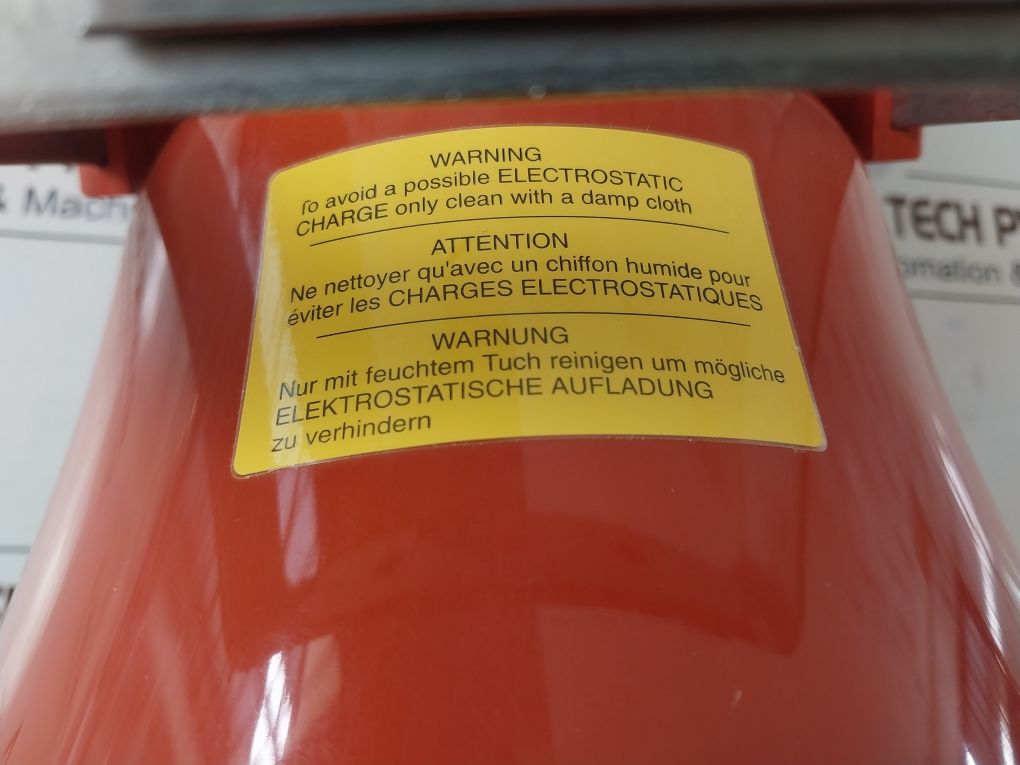 WARNING
To avoid a possible ELECTROSTATIC
CHARGE only clean with a damp cloth
ATTENTION
Ne nettoyer qu'avec un chiffon humide pour
éviter les CHARGES ELECTROSTATIQUES
WARNUNG
Nur mit feuchtem Tuch reinigen um mögliche
ELEKTROSTATISCHE AUFLADUNG
zu verhindern
TECH
&